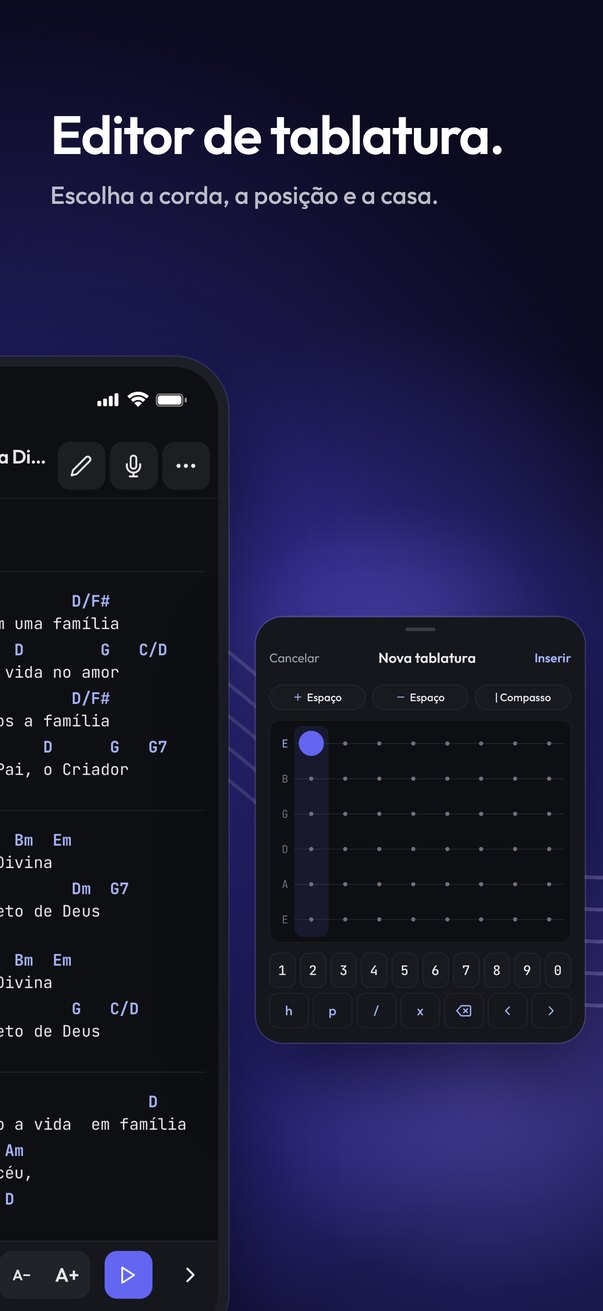 Editor de tablatura.
Escolha a corda, a posição e a casa.
a Di...
D/F#
m uma família
D G C/D
vida no amor
D/F#
os a família
D G G7
Pai, o Criador
Bm Em
Divina
Dm G7
eto de Deus
Bm Em
Divina
G C/D
eto de Deus
D
o a vida em família
Am
céu,
D
A- A+
Cancelar Nova tablatura Inserir
+ Espaço − Espaço | Compasso
E
B
G
D
A
E
1 2 3 4 5 6 7 8 9 0
h p / x < >